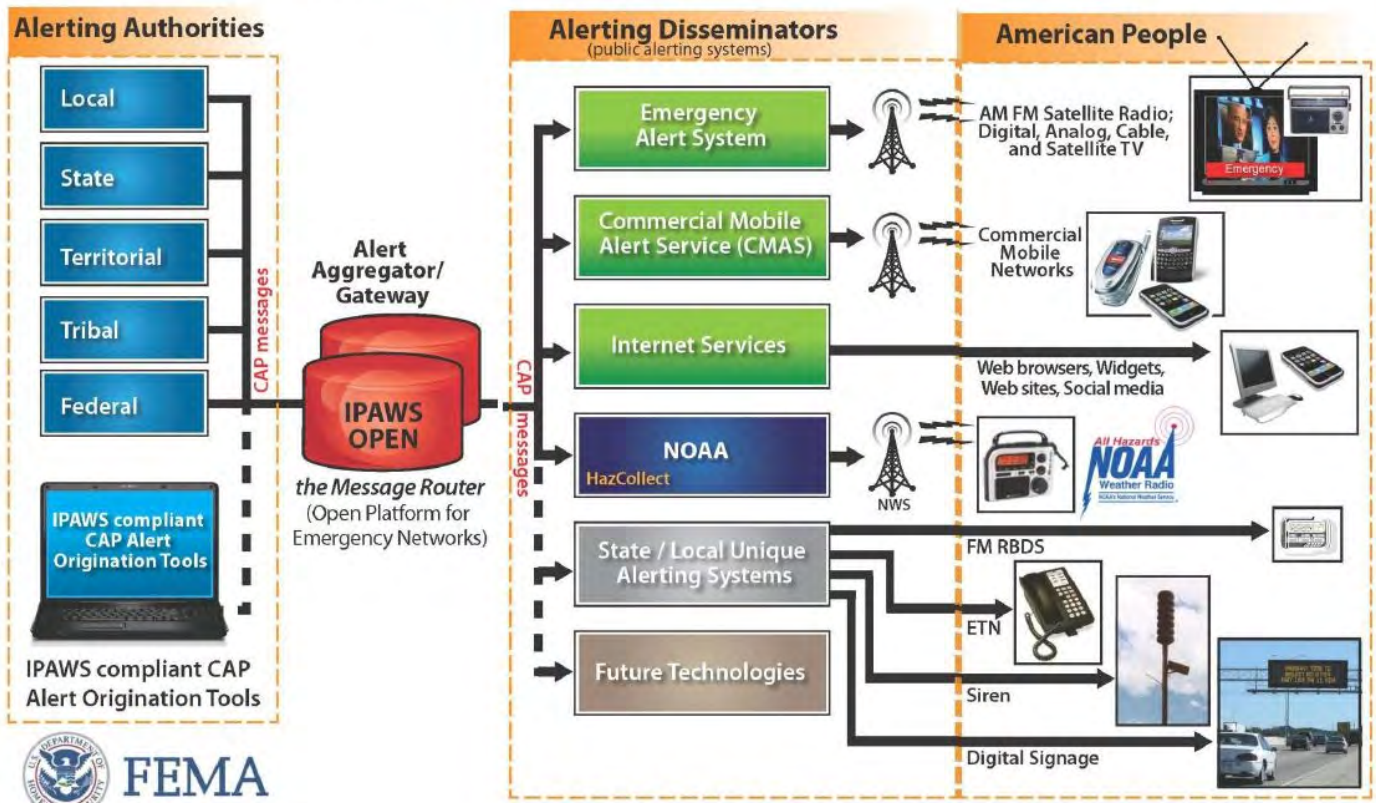 Alerting Authorities
Local
State
Territorial
Tribal
Federal
CAP messages
IPAWS compliant
CAP Alert
Origination Tools
IPAWS compliant CAP
Alert Origination Tools
FEMA
Alert
Aggregator/
Gateway
IPAWS
OPEN
the Message Router
(Open Platform for
Emergency Networks)
CAP messages
Alerting Disseminators
(public alerting systems)
Emergency
Alert System
Commercial Mobile
Alert Service (CMAS)
Internet Services
NOAA
HazCollect
NWS
State / Local Unique
Alerting Systems
Future Technologies
American People
AM FM Satellite Radio;
Digital, Analog, Cable,
and Satellite TV
Emergency
Commercial
Mobile
Networks
Web browsers, Widgets,
Web sites, Social media
All Hazards
NOAA
Weather Radio
FM RBDS
ETN
Siren
Digital Signage